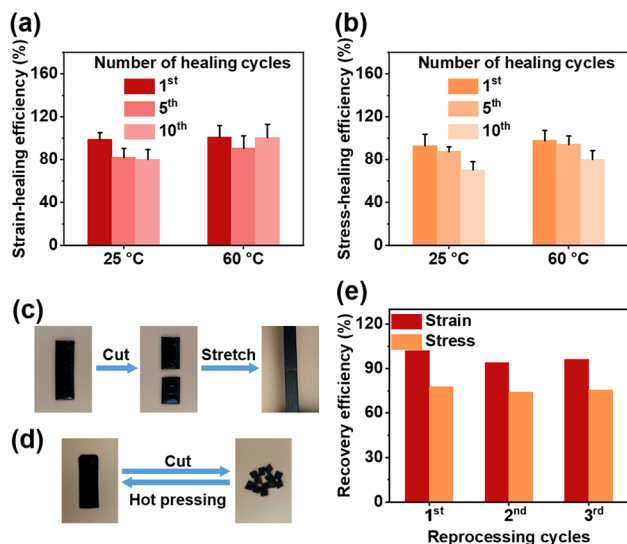 (a)
Strain-healing efficiency (%)
160
120
80
40
0
Number of healing cycles
1st
5th
10th
25 °C
60 °C
(b)
Stress-healing efficiency (%)
160
120
80
40
0
Number of healing cycles
1st
5th
10th
25 °C
60 °C
(c)
Cut
Stretch
(d)
Cut
Hot pressing
(e)
Recovery efficiency (%)
120
90
60
30
0
Strain
Stress
1st
2nd
3rd
Reprocessing cycles